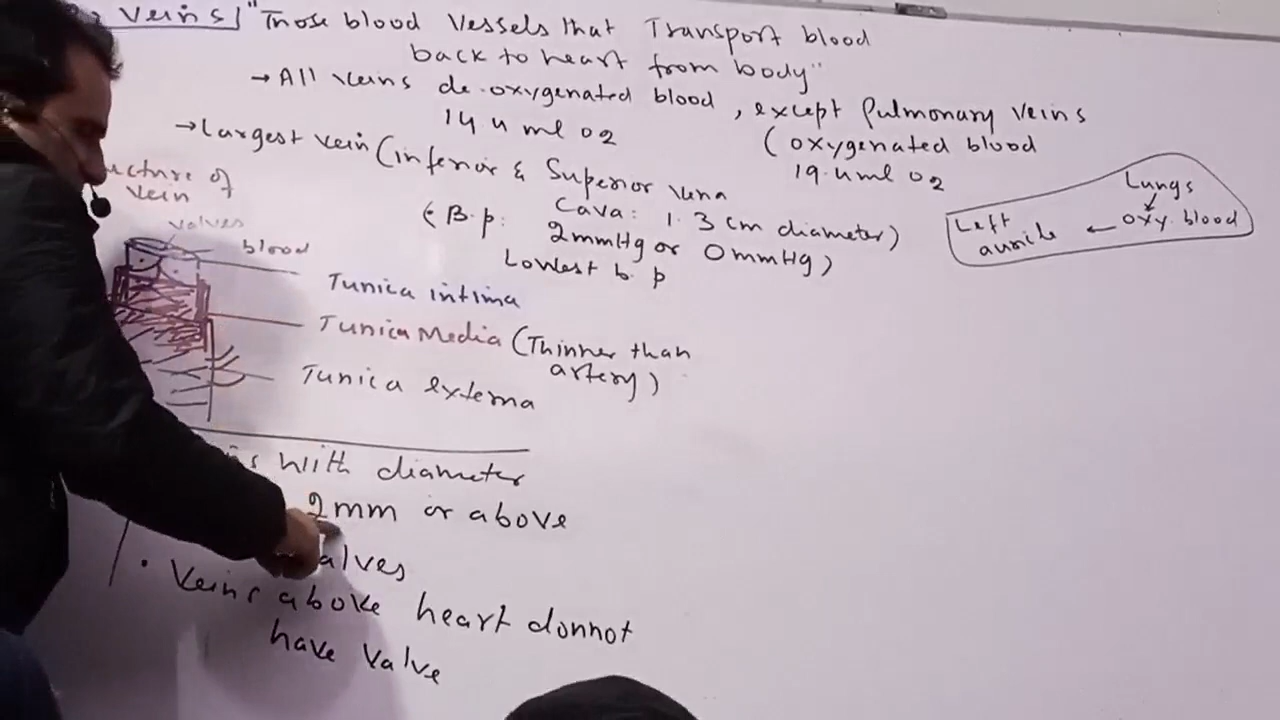 Veins "Those blood Vessels that Transport blood
back to heart from body"
→ All veins de-oxygenated blood, except Pulmonary veins
14.4 ml O2
(oxygenated blood
19.4 ml O2
→ Largest vein (inferior & Superior vena
Cava: 1.3 cm diameter)
(B.p: 2mmHg or 0mmHg)
Lowest b.p
Lungs
oxy. blood
Left
auricle
ucture of
vein
valves
blood
Tunica intima
Tunica Media (Thinner than
artery)
Tunica externa
with diameter
2mm or above
alves
• Veins above heart donnot
have valve